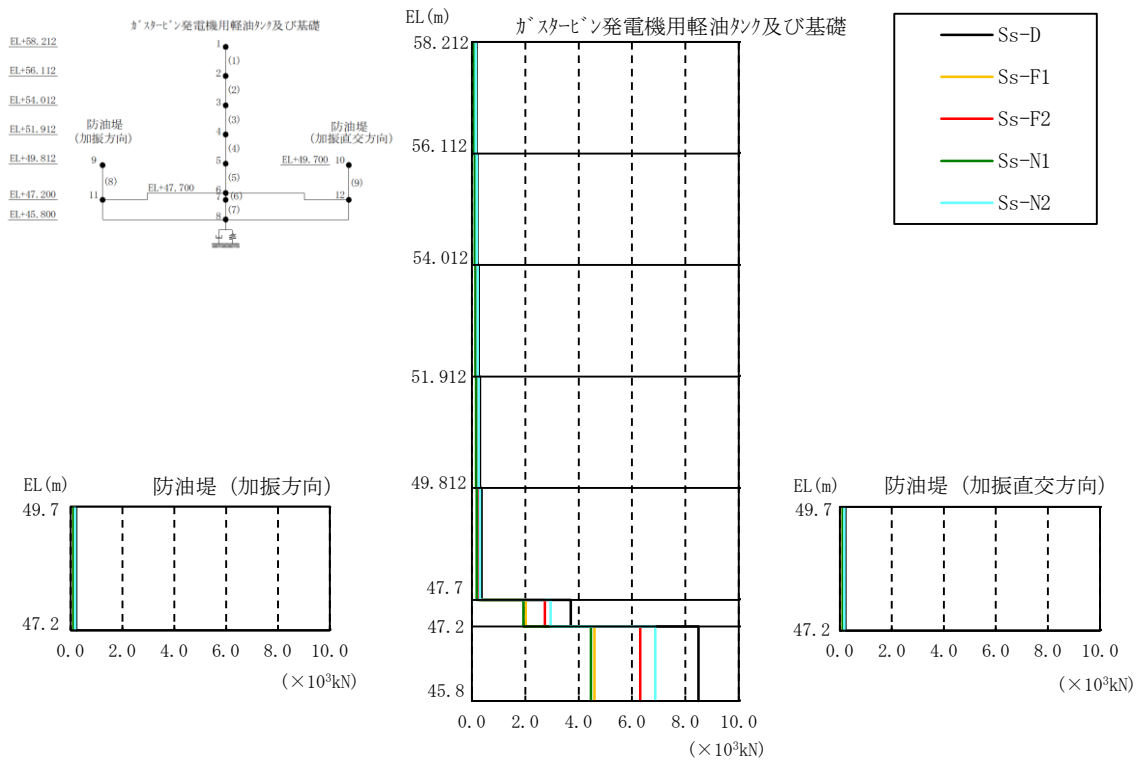 ｶﾞｽﾀｰﾋﾞﾝ発電機用軽油ﾀﾝｸ及び基礎
EL+58.212
EL+56.112
EL+54.012
EL+51.912
EL+49.812
EL+47.200
EL+45.800
防油堤
(加振方向)
防油堤
(加振直交方向)
EL+49.700
EL+47.700
1
(1)
2
(2)
3
(3)
4
(4)
5
(5)
6
(6)
7
(7)
8
9
(8)
11
10
(9)
12
EL(m)
ｶﾞｽﾀｰﾋﾞﾝ発電機用軽油ﾀﾝｸ及び基礎
58.212
56.112
54.012
51.912
49.812
47.7
47.2
45.8
0.0 2.0 4.0 6.0 8.0 10.0
(×10³kN)
Ss-D
Ss-F1
Ss-F2
Ss-N1
Ss-N2
EL(m)
防油堤 (加振方向)
49.7
47.2
0.0 2.0 4.0 6.0 8.0 10.0
(×10³kN)
EL(m)
防油堤 (加振直交方向)
49.7
47.2
0.0 2.0 4.0 6.0 8.0 10.0
(×10³kN)